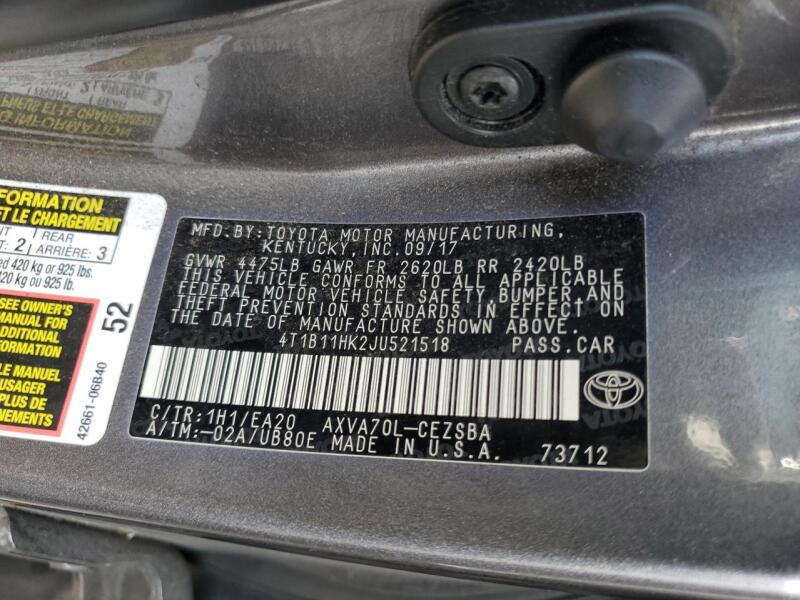 FORMATION
ET LE CHARGEMENT
REAR
2 ARRIÈRE: 3
ed 420 kg or 925 lbs.
420 kg ou 925 lb.
SEE OWNER'S
MANUAL FOR
ADDITIONAL
INFORMATION
LE MANUEL
USAGER
PLUS DE
52
42661-06B40
MFD.BY:TOYOTA MOTOR MANUFACTURING,
KENTUCKY, INC.09/17
GVWR 4475LB GAWR FR 2620LB RR 2420LB
THIS VEHICLE CONFORMS TO ALL APPLICABLE
FEDERAL MOTOR VEHICLE SAFETY,BUMPER,AND
THEFT PREVENTION STANDARDS IN EFFECT ON
THE DATE OF MANUFACTURE SHOWN ABOVE.
4T1B11HK2JU521518 PASS.CAR
C/TR:1H1/EA20 AXVA70L-CEZSBA
A/TM:-02A/UB80E MADE IN U.S.A. 73712